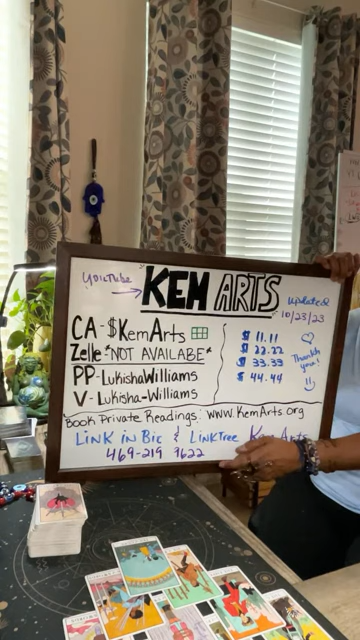 YouTube → KEM ARTS
updated 10/23/23
CA - $KemArts
Zelle *NOT AVAILABE*
PP - LukishaWilliams
V - Lukisha-Williams
$ 11.11
$ 22.22
$ 33.33
$ 44.44
Thank you!
Book Private Readings: www.KemArts.org
LiNK iN Bio & LiNKTree Kem Arts
469-219